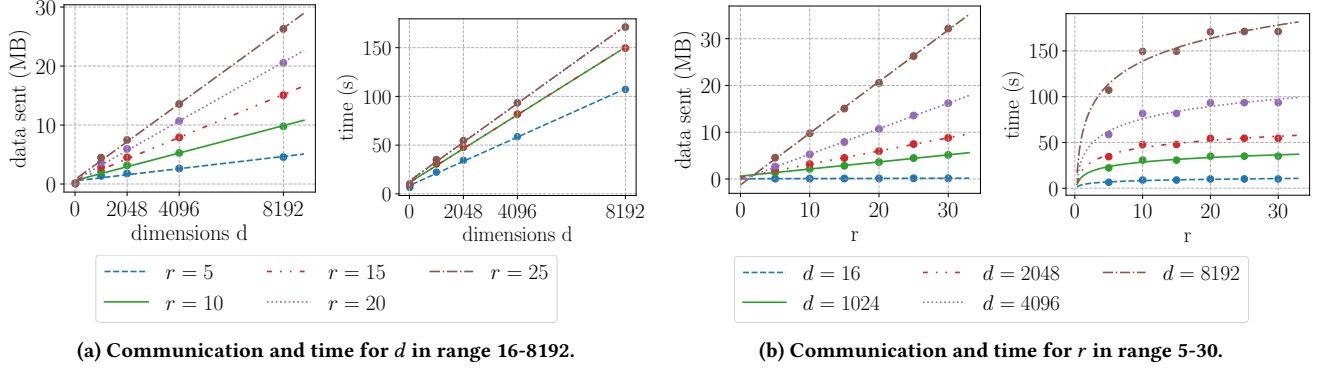 30
20
10
0
data sent (MB)
0
2048
4096
8192
dimensions d
150
100
50
0
time (s)
0
2048
4096
8192
dimensions d
r = 5
r = 15
r = 25
r = 10
r = 20
(a) Communication and time for d in range 16-8192.
30
20
10
0
data sent (MB)
0
10
20
30
r
150
100
50
0
time (s)
0
10
20
30
r
d = 16
d = 2048
d = 8192
d = 1024
d = 4096
(b) Communication and time for r in range 5-30.